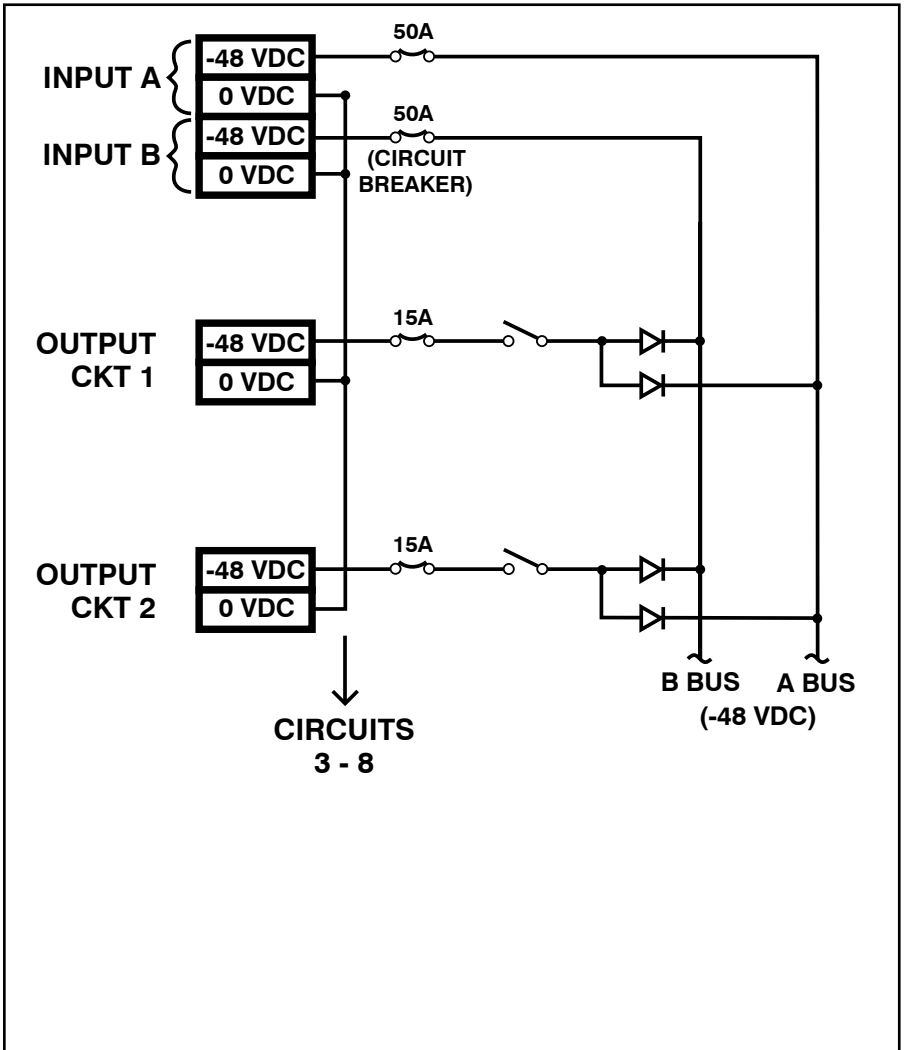 50A
INPUT A
-48 VDC
0 VDC
50A
(CIRCUIT
BREAKER)
INPUT B
-48 VDC
0 VDC
OUTPUT
CKT 1
-48 VDC
0 VDC
15A
OUTPUT
CKT 2
-48 VDC
0 VDC
15A
B BUS
A BUS
(-48 VDC)
CIRCUITS
3 - 8